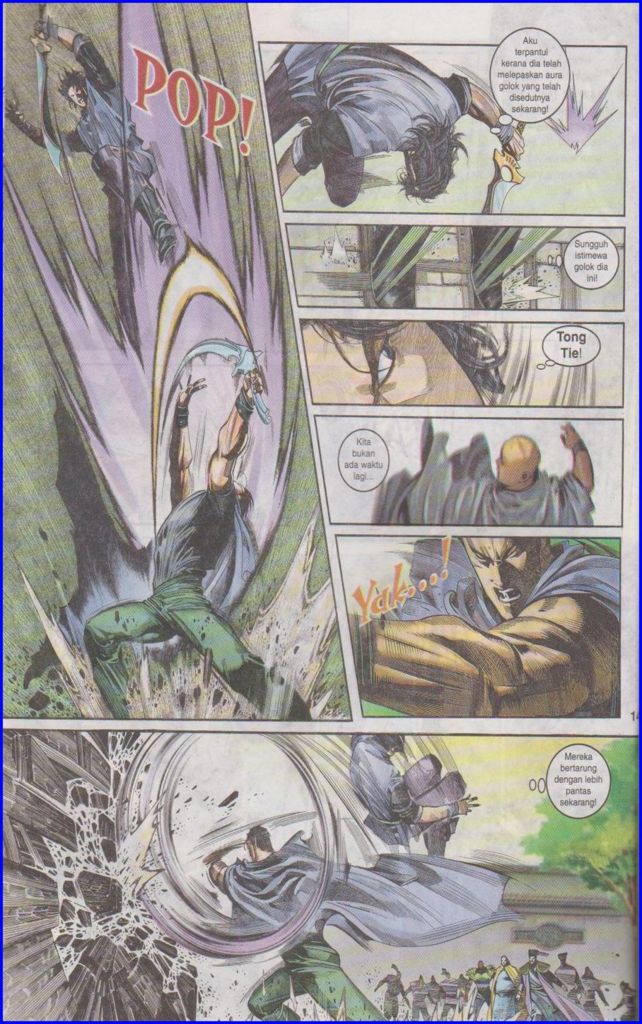 POP!
Aku
terpantul
kerana dia telah
melepaskan aura
golok yang telah
disedutnya
sekarang!
Sungguh
istimewa
golok dia
ini!
Tong
Tie!
Kita
bukan
ada waktu
lagi...
Yak....!
Mereka
bertarung
dengan lebih
pantas
sekarang!